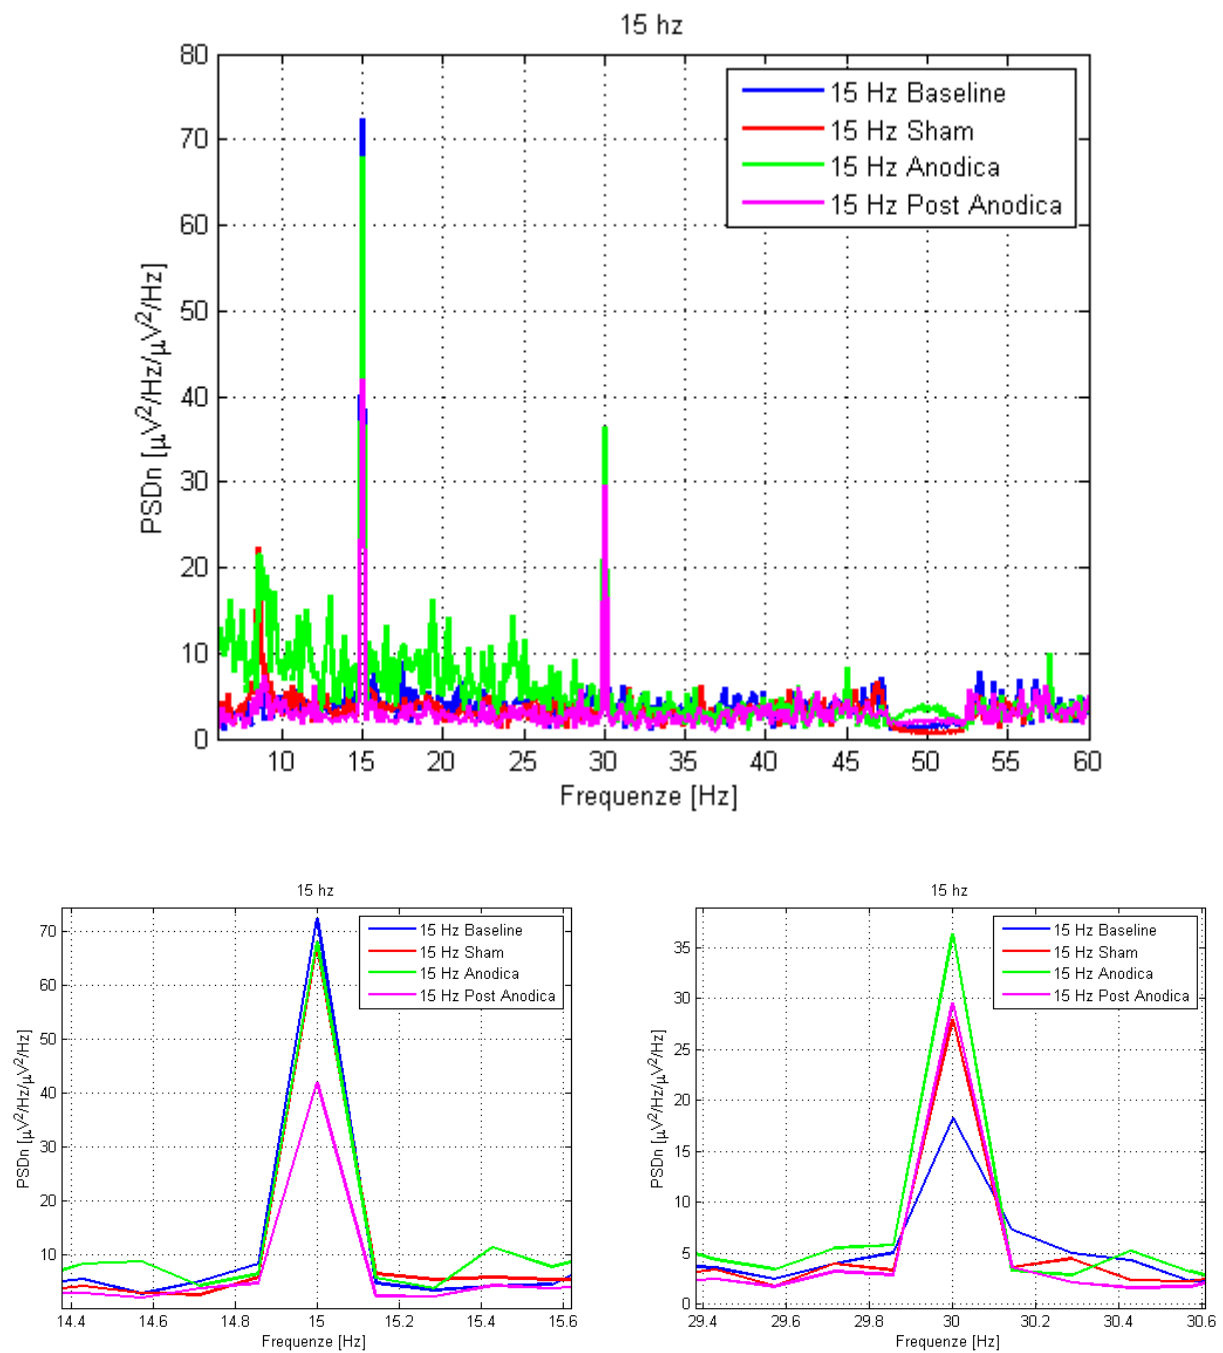 15 hz
80
70
60
50
40
30
20
10
0
PSDn [µV²/Hz/µV²/Hz]
15 Hz Baseline
15 Hz Sham
15 Hz Anodica
15 Hz Post Anodica
10 15 20 25 30 35 40 45 50 55 60
Frequenze [Hz]
15 hz
70
60
50
40
30
20
10
PSDn [µV²/Hz/µV²/Hz]
15 Hz Baseline
15 Hz Sham
15 Hz Anodica
15 Hz Post Anodica
14.4 14.6 14.8 15 15.2 15.4 15.6
Frequenze [Hz]
15 hz
35
30
25
20
15
10
5
0
PSDn [µV²/Hz/µV²/Hz]
15 Hz Baseline
15 Hz Sham
15 Hz Anodica
15 Hz Post Anodica
29.4 29.6 29.8 30 30.2 30.4 30.6
Frequenze [Hz]